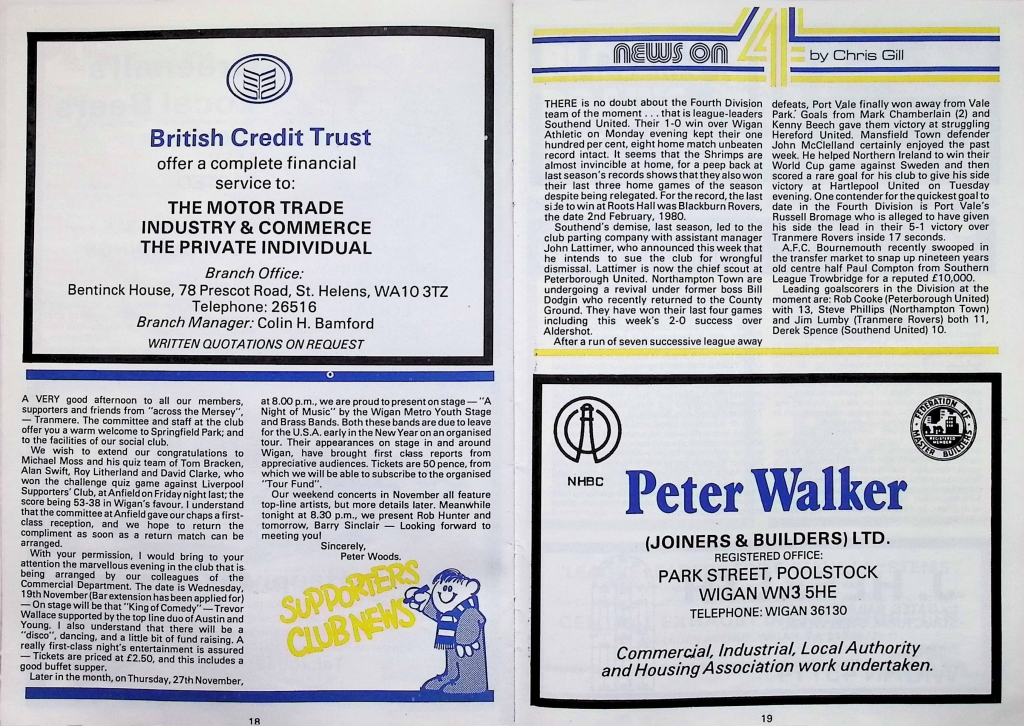 British Credit Trust
offer a complete financial
service to:
THE MOTOR TRADE
INDUSTRY & COMMERCE
THE PRIVATE INDIVIDUAL
Branch Office:
Bentinck House, 78 Prescot Road, St. Helens, WA10 3TZ
Telephone: 26516
Branch Manager: Colin H. Bamford
WRITTEN QUOTATIONS ON REQUEST
A VERY good afternoon to all our members,
supporters and friends from "across the Mersey",
— Tranmere. The committee and staff at the club
offer you a warm welcome to Springfield Park; and
to the facilities of our social club.
We wish to extend our congratulations to
Michael Moss and his quiz team of Tom Bracken,
Alan Swift, Roy Litherland and David Clarke, who
won the challenge quiz game against Liverpool
Supporters' Club, at Anfield on Friday night last; the
score being 53-38 in Wigan's favour. I understand
that the committee at Anfield gave our chaps a first-
class reception, and we hope to return the
compliment as soon as a return match can be
arranged.
With your permission, I would bring to your
attention the marvellous evening in the club that is
being arranged by our colleagues of the
Commercial Department. The date is Wednesday,
19th November (Bar extension has been applied for)
— On stage will be that "King of Comedy" — Trevor
Wallace supported by the top line duo of Austin and
Young. I also understand that there will be a
"disco", dancing, and a little bit of fund raising. A
really first-class night's entertainment is assured
— Tickets are priced at £2.50, and this includes a
good buffet supper.
Later in the month, on Thursday, 27th November,
at 8.00 p.m., we are proud to present on stage — "A
Night of Music" by the Wigan Metro Youth Stage
and Brass Bands. Both these bands are due to leave
for the U.S.A. early in the New Year on an organised
tour. Their appearances on stage in and around
Wigan, have brought first class reports from
appreciative audiences. Tickets are 50 pence, from
which we will be able to subscribe to the organised
"Tour Fund".
Our weekend concerts in November all feature
top-line artists, but more details later. Meanwhile
tonight at 8.30 p.m., we present Rob Hunter and
tomorrow, Barry Sinclair — Looking forward to
meeting you!
Sincerely,
Peter Woods.
SUPPORTERS
CLUB NEWS
18
NEWS ON 4 by Chris Gill
THERE is no doubt about the Fourth Division
team of the moment . . . that is league-leaders
Southend United. Their 1-0 win over Wigan
Athletic on Monday evening kept their one
hundred per cent, eight home match unbeaten
record intact. It seems that the Shrimps are
almost invincible at home, for a peep back at
last season's records shows that they also won
their last three home games of the season
despite being relegated. For the record, the last
side to win at Roots Hall was Blackburn Rovers,
the date 2nd February, 1980.
Southend's demise, last season, led to the
club parting company with assistant manager
John Lattimer, who announced this week that
he intends to sue the club for wrongful
dismissal. Lattimer is now the chief scout at
Peterborough United. Northampton Town are
undergoing a revival under former boss Bill
Dodgin who recently returned to the County
Ground. They have won their last four games
including this week's 2-0 success over
Aldershot.
After a run of seven successive league away
defeats, Port Vale finally won away from Vale
Park. Goals from Mark Chamberlain (2) and
Kenny Beech gave them victory at struggling
Hereford United. Mansfield Town defender
John McClelland certainly enjoyed the past
week. He helped Northern Ireland to win their
World Cup game against Sweden and then
scored a rare goal for his club to give his side
victory at Hartlepool United on Tuesday
evening. One contender for the quickest goal to
date in the Fourth Division is Port Vale's
Russell Bromage who is alleged to have given
his side the lead in their 5-1 victory over
Tranmere Rovers inside 17 seconds.
A.F.C. Bournemouth recently swooped in
the transfer market to snap up nineteen years
old centre half Paul Compton from Southern
League Trowbridge for a reputed £10,000.
Leading goalscorers in the Division at the
moment are: Rob Cooke (Peterborough United)
with 13, Steve Phillips (Northampton Town)
and Jim Lumby (Tranmere Rovers) both 11,
Derek Spence (Southend United) 10.
NHBC
FEDERATION OF MASTER BUILDERS
REGISTERED MEMBER
Peter Walker
(JOINERS & BUILDERS) LTD.
REGISTERED OFFICE:
PARK STREET, POOLSTOCK
WIGAN WN3 5HE
TELEPHONE: WIGAN 36130
Commercial, Industrial, Local Authority
and Housing Association work undertaken.
19